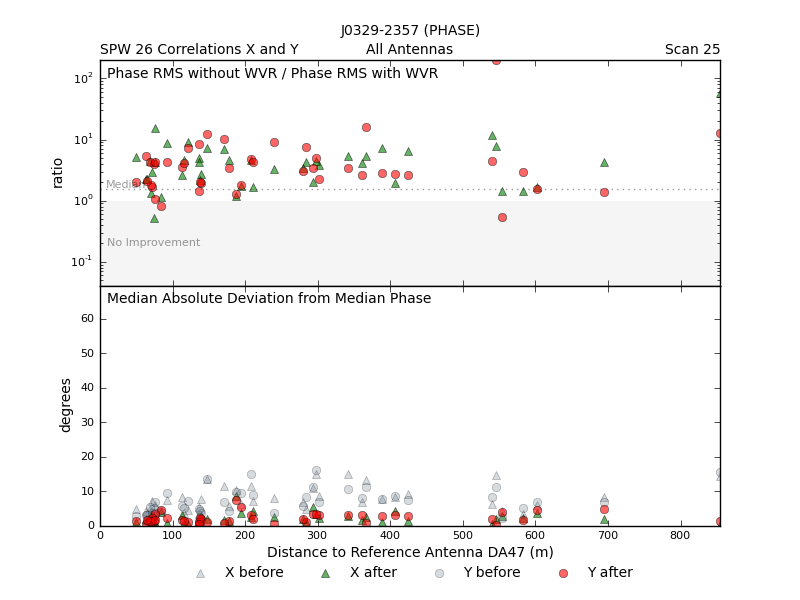 J0329-2357 (PHASE)
SPW 26 Correlations X and Y All Antennas Scan 25
Phase RMS without WVR / Phase RMS with WVR
10²
10¹
10⁰
10⁻¹
ratio
No Improvement
Median Absolute Deviation from Median Phase
60
50
40
30
20
10
0
degrees
0 100 200 300 400 500 600 700 800
Distance to Reference Antenna DA47 (m)
X before X after Y before Y after